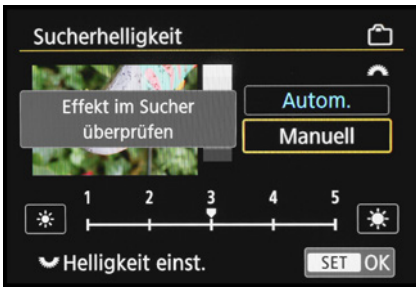 Sucherhelligkeit
Effekt im Sucher
überprüfen
Autom.
Manuell
1 2 3 4 5
Helligkeit einst.
SET OK